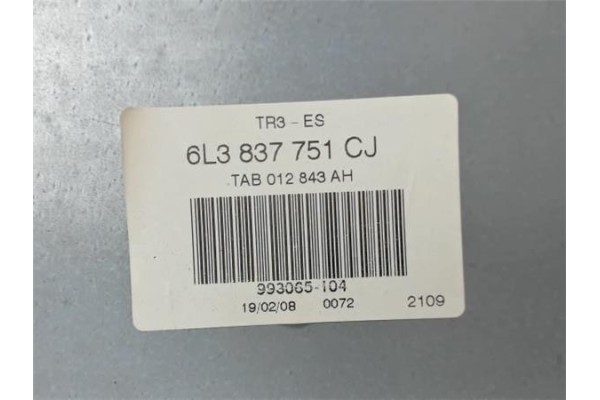 TR3 - ES
6L3 837 751 CJ
TAB 012 843 AH
993065-104
19/02/08 0072 2109